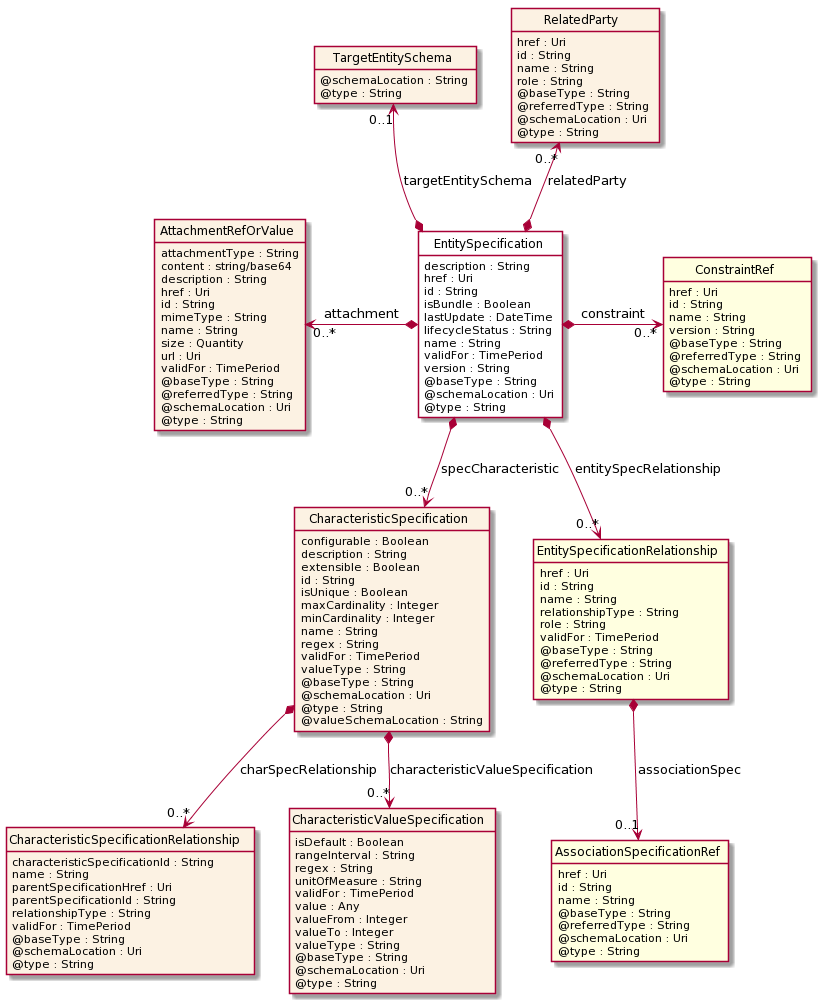 RelatedParty
href : Uri
id : String
name : String
role : String
@baseType : String
@referredType : String
@schemaLocation : Uri
@type : String
TargetEntitySchema
@schemaLocation : String
@type : String
0..1
0..*
targetEntitySchema
relatedParty
AttachmentRefOrValue
attachmentType : String
content : string/base64
description : String
href : Uri
id : String
mimeType : String
name : String
size : Quantity
url : Uri
validFor : TimePeriod
@baseType : String
@referredType : String
@schemaLocation : Uri
@type : String
attachment
0..*
EntitySpecification
description : String
href : Uri
id : String
isBundle : Boolean
lastUpdate : DateTime
lifecycleStatus : String
name : String
validFor : TimePeriod
version : String
@baseType : String
@schemaLocation : Uri
@type : String
constraint
0..*
ConstraintRef
href : Uri
id : String
name : String
version : String
@baseType : String
@referredType : String
@schemaLocation : Uri
@type : String
specCharacteristic
0..*
entitySpecRelationship
0..*
CharacteristicSpecification
configurable : Boolean
description : String
extensible : Boolean
id : String
isUnique : Boolean
maxCardinality : Integer
minCardinality : Integer
name : String
regex : String
validFor : TimePeriod
valueType : String
@baseType : String
@schemaLocation : Uri
@type : String
@valueSchemaLocation : String
EntitySpecificationRelationship
href : Uri
id : String
name : String
relationshipType : String
role : String
validFor : TimePeriod
@baseType : String
@referredType : String
@schemaLocation : Uri
@type : String
charSpecRelationship
0..*
characteristicValueSpecification
0..*
associationSpec
0..1
CharacteristicSpecificationRelationship
characteristicSpecificationId : String
name : String
parentSpecificationHref : Uri
parentSpecificationId : String
relationshipType : String
validFor : TimePeriod
@baseType : String
@schemaLocation : Uri
@type : String
CharacteristicValueSpecification
isDefault : Boolean
rangeInterval : String
regex : String
unitOfMeasure : String
validFor : TimePeriod
value : Any
valueFrom : Integer
valueTo : Integer
valueType : String
@baseType : String
@schemaLocation : Uri
@type : String
AssociationSpecificationRef
href : Uri
id : String
name : String
@baseType : String
@referredType : String
@schemaLocation : Uri
@type : String